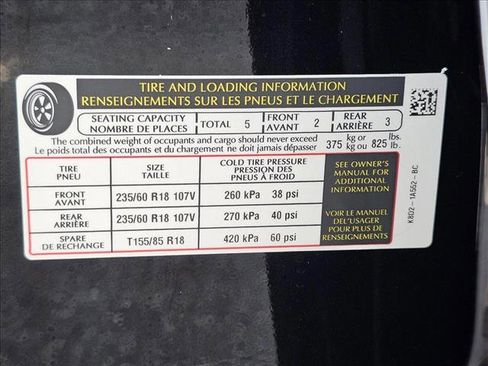 TIRE AND LOADING INFORMATION
RENSEIGNEMENTS SUR LES PNEUS ET LE CHARGEMENT
SEATING CAPACITY
NOMBRE DE PLACES
TOTAL 5
FRONT
AVANT 2
REAR
ARRIÈRE 3
The combined weight of occupants and cargo should never exceed
Le poids total des occupants et du chargement ne doit jamais dépasser
375 kg or 825 lbs.
kg ou lb.
TIRE
PNEU
SIZE
TAILLE
COLD TIRE PRESSURE
PRESSION DES
PNEUS À FROID
FRONT
AVANT
235/60 R18 107V
260 kPa 38 psi
REAR
ARRIÈRE
235/60 R18 107V
270 kPa 40 psi
SPARE
DE RECHANGE
T155/85 R18
420 kPa 60 psi
SEE OWNER'S
MANUAL FOR
ADDITIONAL
INFORMATION
VOIR LE MANUEL
DE L'USAGER
POUR PLUS DE
RENSEIGNEMENTS
K8D2-1A502-BC